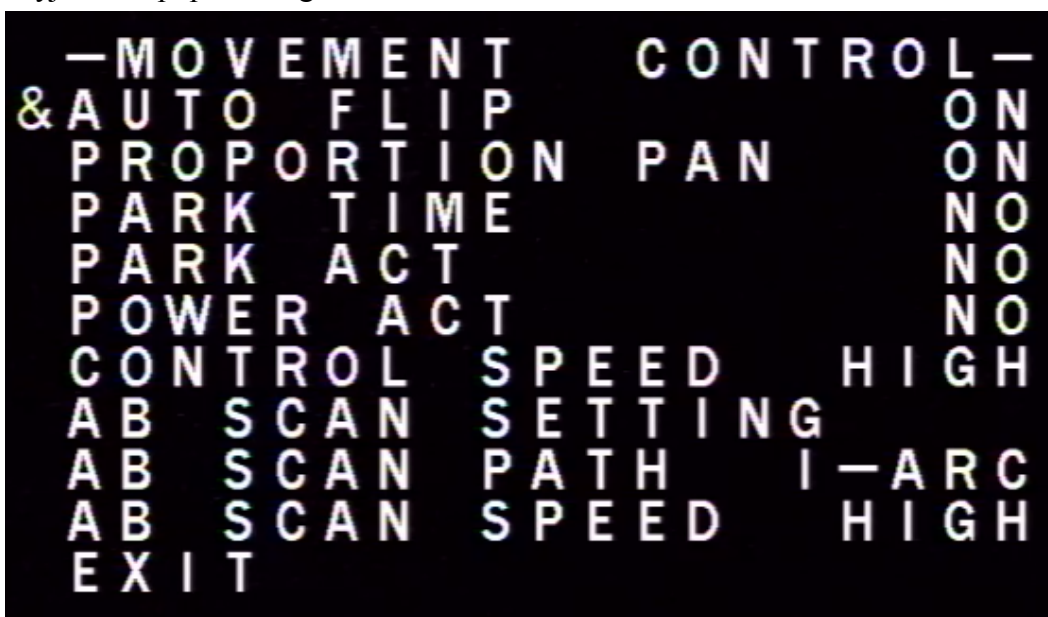 —MOVEMENT CONTROL—
&AUTO FLIP ON
PROPORTION PAN ON
PARK TIME NO
PARK ACT NO
POWER ACT NO
CONTROL SPEED HIGH
AB SCAN SETTING
AB SCAN PATH I—ARC
AB SCAN SPEED HIGH
EXIT